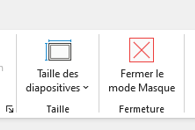 Taille des
diapositives
Taille
Fermer le
mode Masque
Fermeture